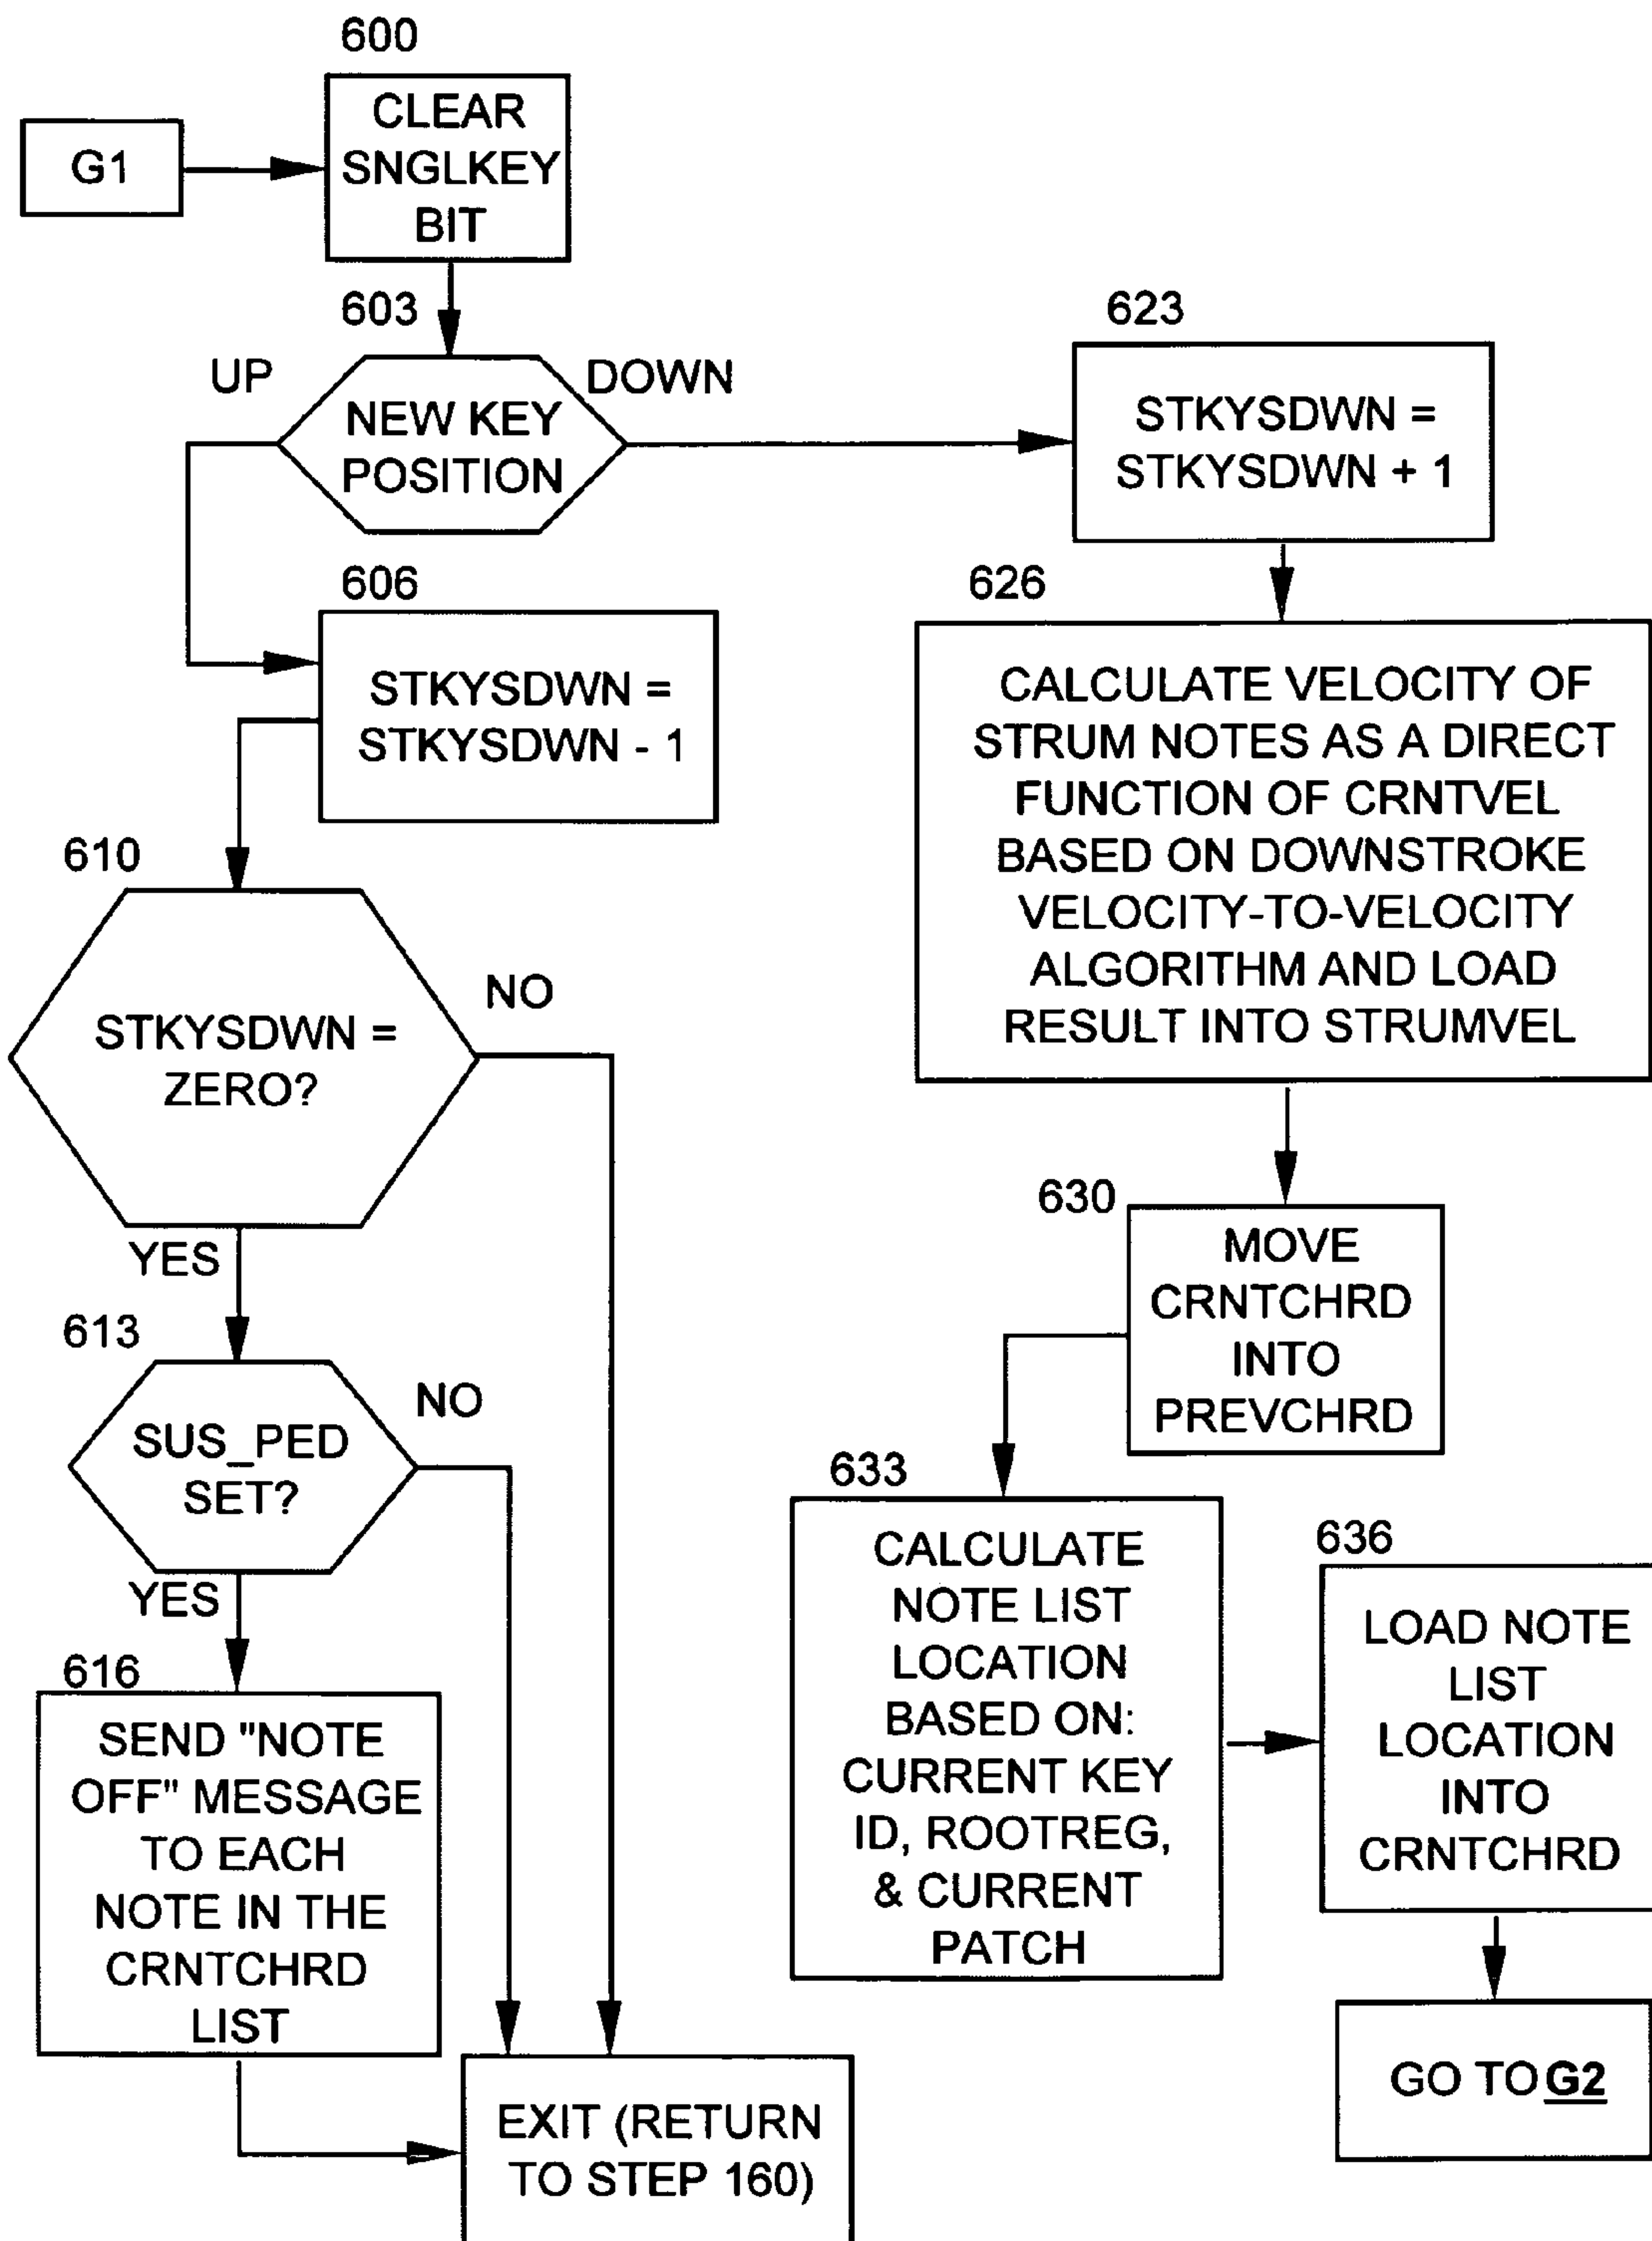 600
G1
CLEAR
SNGLKEY
BIT
603
UP
DOWN
NEW KEY
POSITION
606
STKYSDWN =
STKYSDWN - 1
610
STKYSDWN =
ZERO?
NO
YES
613
SUS_PED
SET?
NO
YES
616
SEND "NOTE
OFF" MESSAGE
TO EACH
NOTE IN THE
CRNTCHRD
LIST
EXIT (RETURN
TO STEP 160)
623
STKYSDWN =
STKYSDWN + 1
626
CALCULATE VELOCITY OF
STRUM NOTES AS A DIRECT
FUNCTION OF CRNTVEL
BASED ON DOWNSTROKE
VELOCITY-TO-VELOCITY
ALGORITHM AND LOAD
RESULT INTO STRUMVEL
630
MOVE
CRNTCHRD
INTO
PREVCHRD
633
CALCULATE
NOTE LIST
LOCATION
BASED ON:
CURRENT KEY
ID, ROOTREG,
& CURRENT
PATCH
636
LOAD NOTE
LIST
LOCATION
INTO
CRNTCHRD
GO TO G2